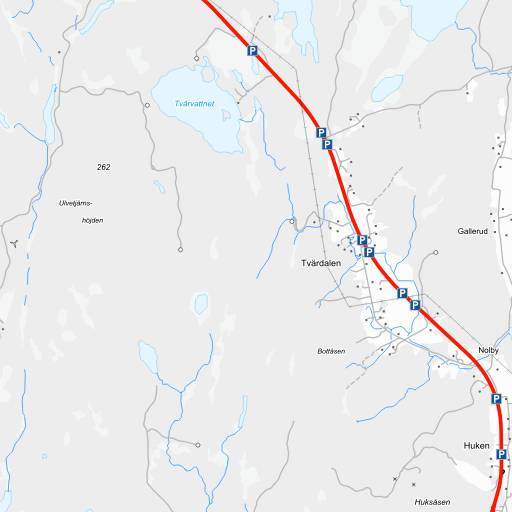 P
Tvärvattnet
P
P
262
Ulvetjärns-
höjden
Gallerud
P
P
Tvärdalen
P
P
Bottåsen
Nolby
P
Huken
P
Huksåsen